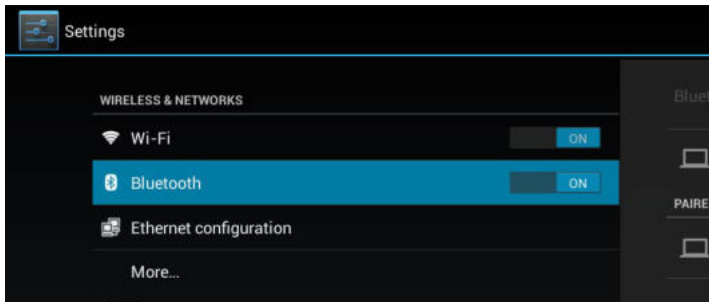 Settings
WIRELESS & NETWORKS
Wi-Fi ON
Bluetooth ON
Ethernet configuration
More...